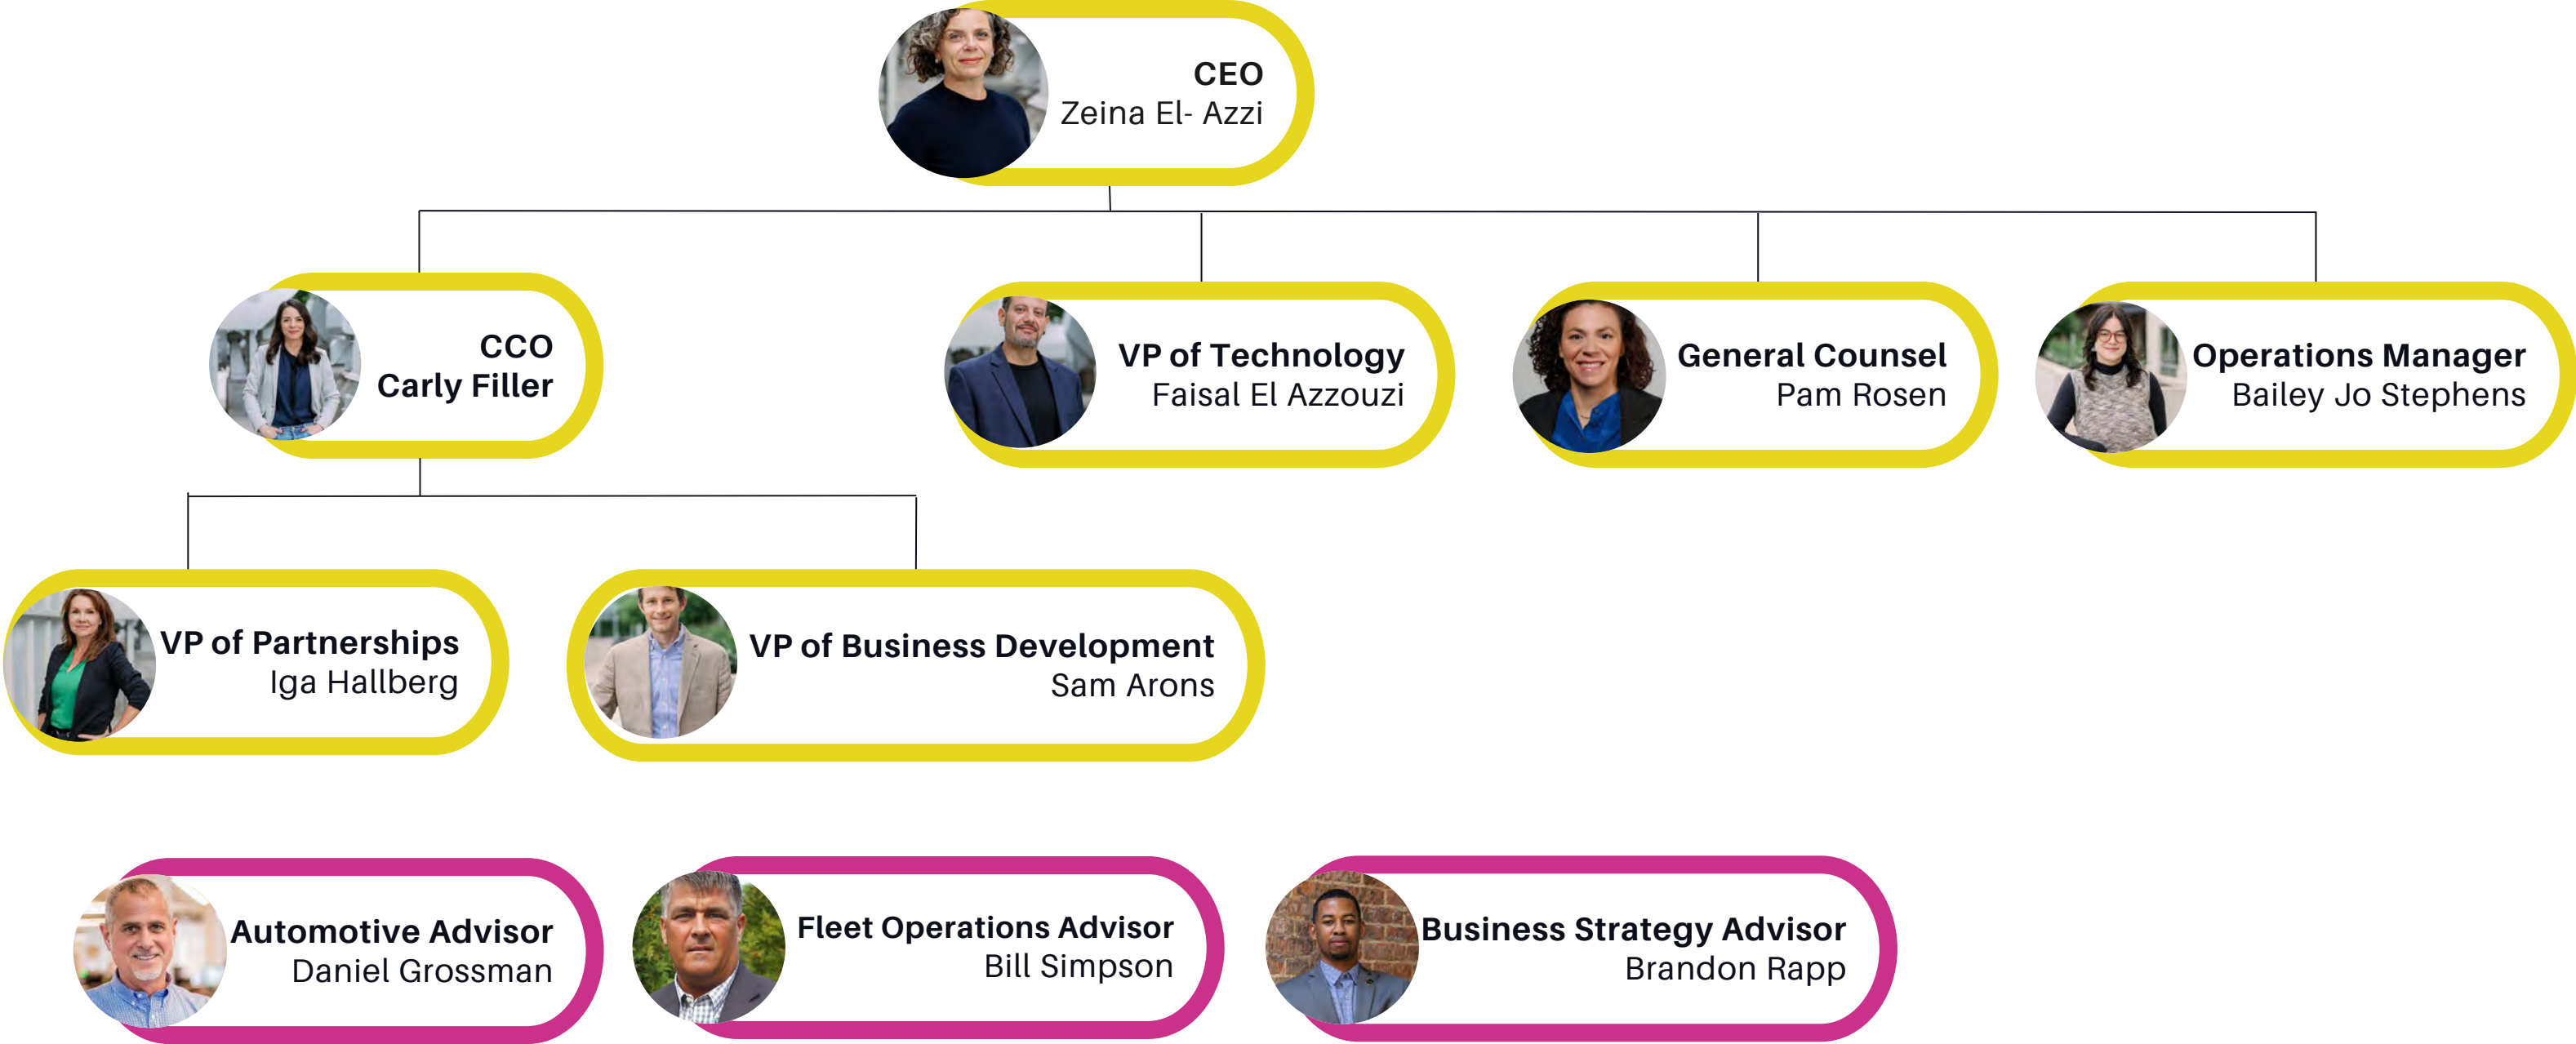 CEO
Zeina El- Azzi
CCO
Carly Filler
VP of Technology
Faisal El Azzouzi
General Counsel
Pam Rosen
Operations Manager
Bailey Jo Stephens
VP of Partnerships
Iga Hallberg
VP of Business Development
Sam Arons
Automotive Advisor
Daniel Grossman
Fleet Operations Advisor
Bill Simpson
Business Strategy Advisor
Brandon Rapp